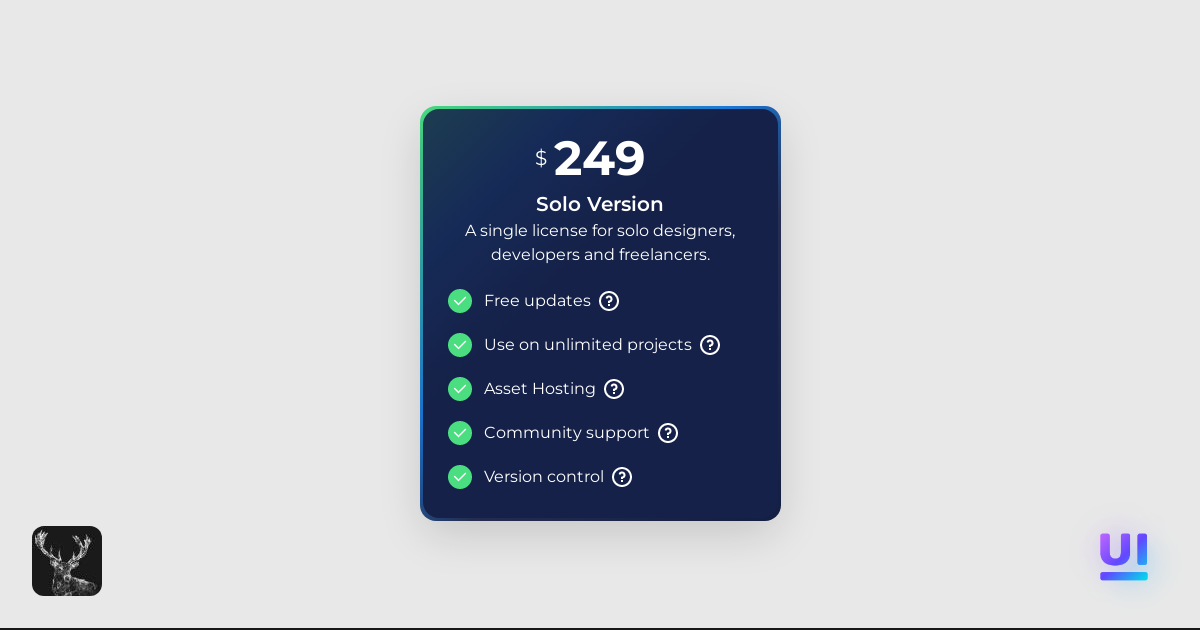 $ 249
Solo Version
A single license for solo designers,
developers and freelancers.
Free updates ?
Use on unlimited projects ?
Asset Hosting ?
Community support ?
Version control ?
UI